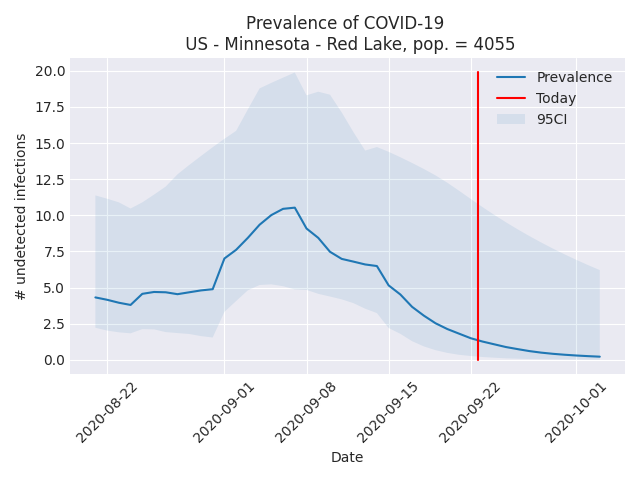 Prevalence of COVID-19
US - Minnesota - Red Lake, pop. = 4055
20.0
17.5
15.0
12.5
10.0
7.5
5.0
2.5
0.0
# undetected infections
Prevalence
Today
95CI
2020-08-22
2020-09-01
2020-09-08
2020-09-15
2020-09-22
2020-10-01
Date